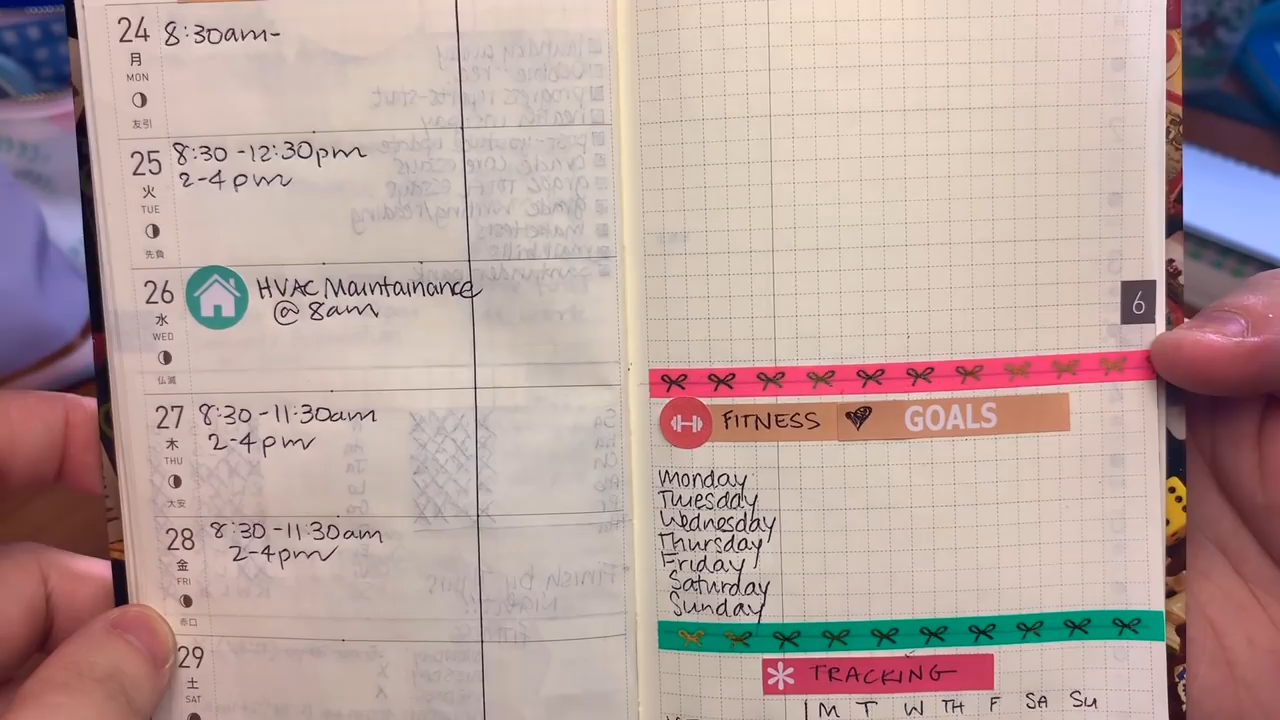 24
8:30am-
月
MON
友引
25
8:30 -12:30pm
2-4pm
火
TUE
先負
26
HVAC Maintainance
@ 8am
水
WED
仏滅
27
8:30 -11:30am
2-4pm
木
THU
大安
28
8:30 -11:30am
2-4pm
金
FRI
赤口
29
土
SAT
6
FITNESS GOALS
Monday
Tuesday
Wednesday
Thursday
Friday
Saturday
Sunday
TRACKING
M T W TH F SA SU